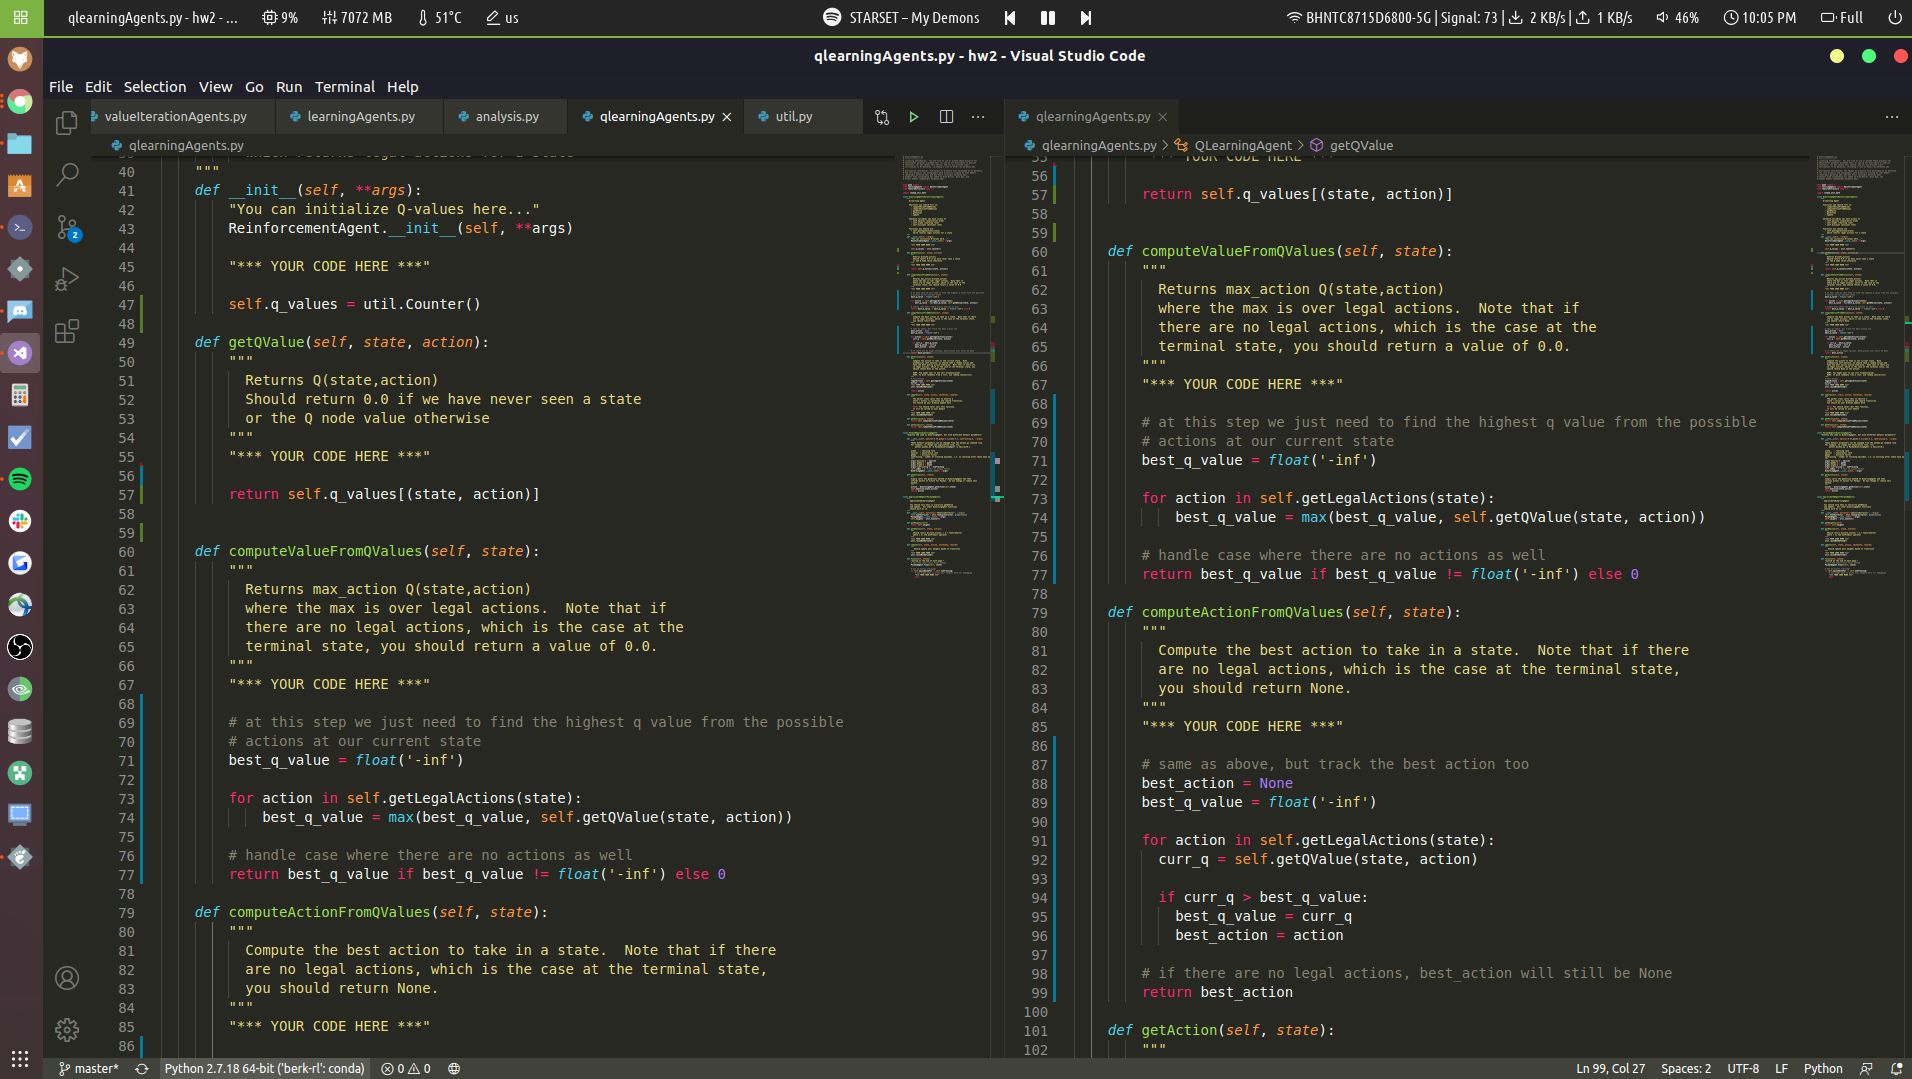 qlearningAgents.py - hw2 - ...
9%
7072 MB
51°C
us
STARSET – My Demons
BHNTC8715D6800-5G | Signal: 73 | 2 KB/s | 1 KB/s
46%
10:05 PM
Full
qlearningAgents.py - hw2 - Visual Studio Code
File Edit Selection View Go Run Terminal Help
valueIterationAgents.py
learningAgents.py
analysis.py
qlearningAgents.py
util.py
qlearningAgents.py
40 """
41 def __init__(self, **args):
42 "You can initialize Q-values here..."
43 ReinforcementAgent.__init__(self, **args)
44
45 "*** YOUR CODE HERE ***"
46
47 self.q_values = util.Counter()
48
49 def getQValue(self, state, action):
50 """
51 Returns Q(state,action)
52 Should return 0.0 if we have never seen a state
53 or the Q node value otherwise
54 """
55 "*** YOUR CODE HERE ***"
56
57 return self.q_values[(state, action)]
58
59
60 def computeValueFromQValues(self, state):
61 """
62 Returns max_action Q(state,action)
63 where the max is over legal actions.  Note that if
64 there are no legal actions, which is the case at the
65 terminal state, you should return a value of 0.0.
66 """
67 "*** YOUR CODE HERE ***"
68
69 # at this step we just need to find the highest q value from the possible
70 # actions at our current state
71 best_q_value = float('-inf')
72
73 for action in self.getLegalActions(state):
74 best_q_value = max(best_q_value, self.getQValue(state, action))
75
76 # handle case where there are no actions as well
77 return best_q_value if best_q_value != float('-inf') else 0
78
79 def computeActionFromQValues(self, state):
80 """
81 Compute the best action to take in a state.  Note that if there
82 are no legal actions, which is the case at the terminal state,
83 you should return None.
84 """
85 "*** YOUR CODE HERE ***"
86
qlearningAgents.py
qlearningAgents.py > QLearningAgent > getQValue
55 "*** YOUR CODE HERE ***"
56
57 return self.q_values[(state, action)]
58
59
60 def computeValueFromQValues(self, state):
61 """
62 Returns max_action Q(state,action)
63 where the max is over legal actions.  Note that if
64 there are no legal actions, which is the case at the
65 terminal state, you should return a value of 0.0.
66 """
67 "*** YOUR CODE HERE ***"
68
69 # at this step we just need to find the highest q value from the possible
70 # actions at our current state
71 best_q_value = float('-inf')
72
73 for action in self.getLegalActions(state):
74 best_q_value = max(best_q_value, self.getQValue(state, action))
75
76 # handle case where there are no actions as well
77 return best_q_value if best_q_value != float('-inf') else 0
78
79 def computeActionFromQValues(self, state):
80 """
81 Compute the best action to take in a state.  Note that if there
82 are no legal actions, which is the case at the terminal state,
83 you should return None.
84 """
85 "*** YOUR CODE HERE ***"
86
87 # same as above, but track the best action too
88 best_action = None
89 best_q_value = float('-inf')
90
91 for action in self.getLegalActions(state):
92 curr_q = self.getQValue(state, action)
93
94 if curr_q > best_q_value:
95 best_q_value = curr_q
96 best_action = action
97
98 # if there are no legal actions, best_action will still be None
99 return best_action
100
101 def getAction(self, state):
102 """
2
master*
Python 2.7.18 64-bit ('berk-rl': conda)
0 0
Ln 99, Col 27
Spaces: 2
UTF-8
LF
Python